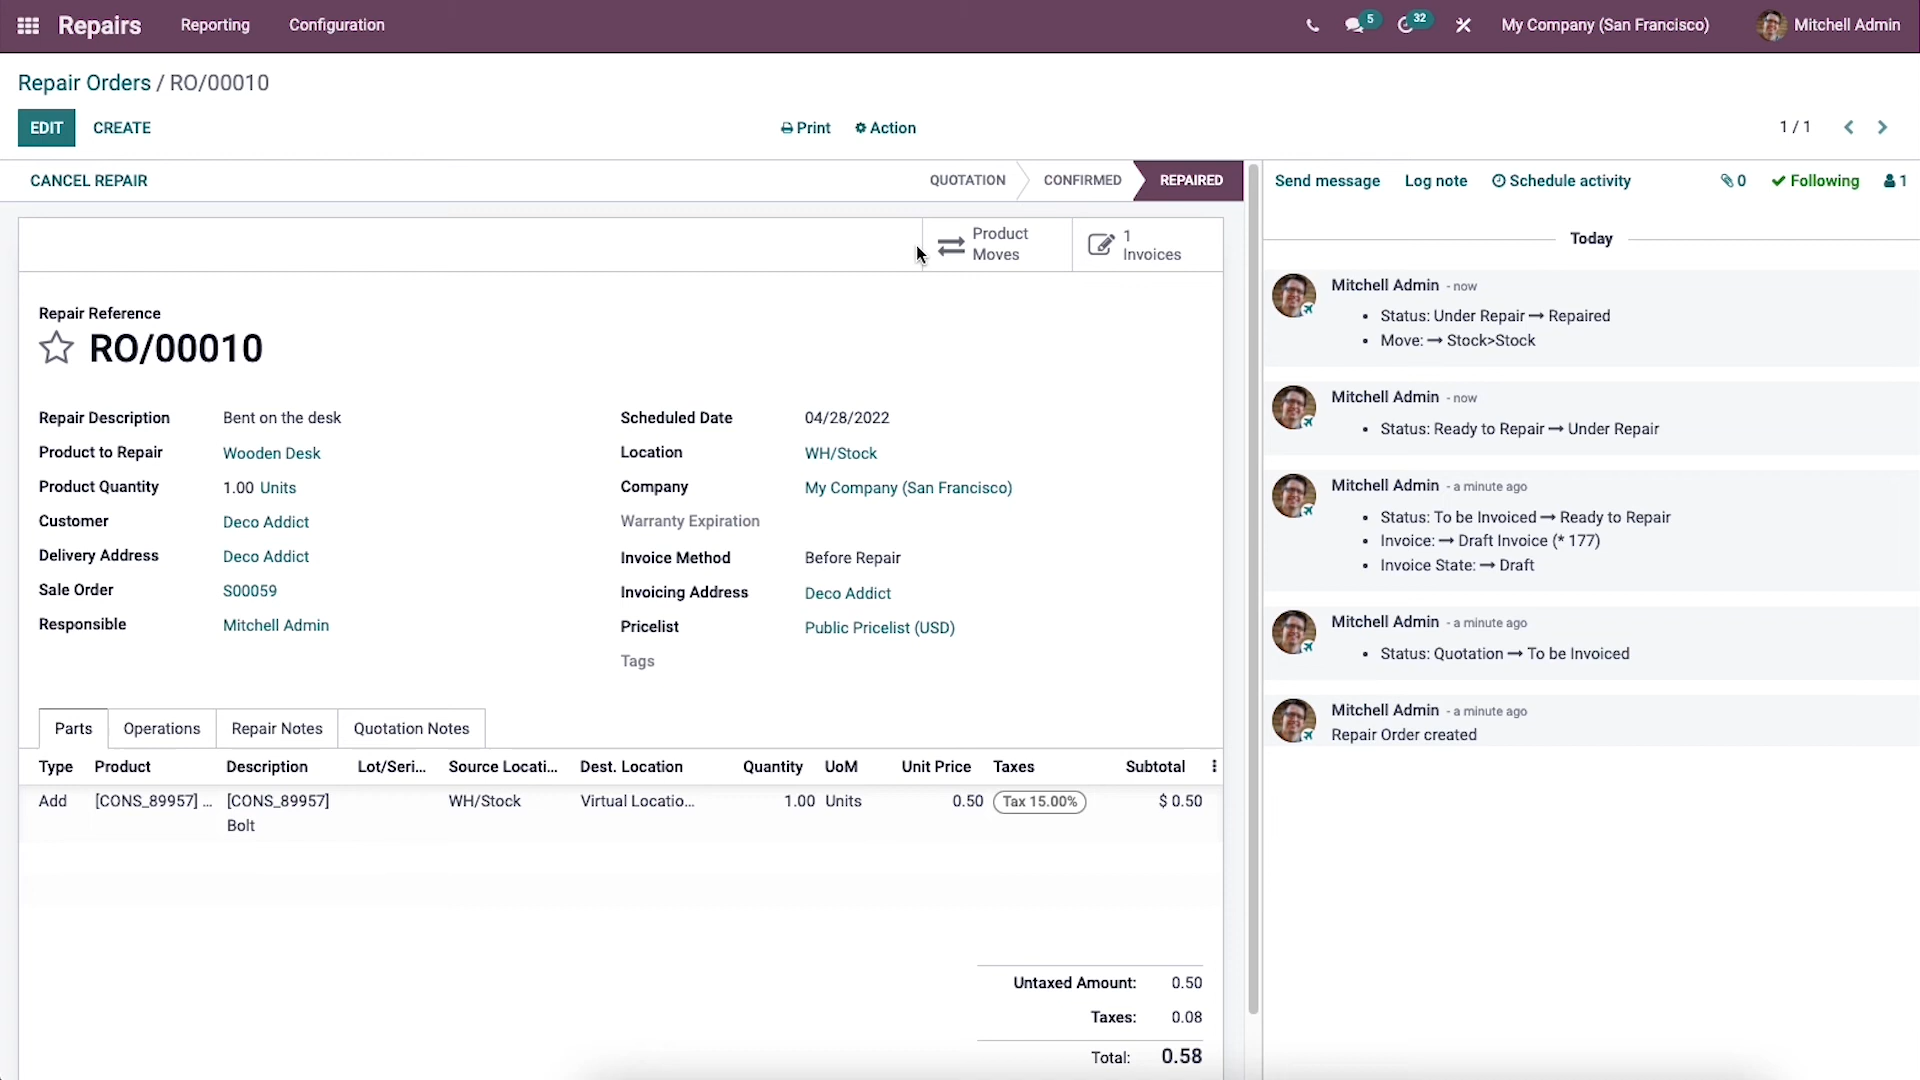 Repairs Reporting Configuration 5 32 My Company (San Francisco) Mitchell Admin
Repair Orders / RO/00010
EDIT CREATE Print Action 1 / 1
CANCEL REPAIR QUOTATION CONFIRMED REPAIRED
Product Moves
1 Invoices
Repair Reference
RO/00010
Repair Description Bent on the desk
Product to Repair Wooden Desk
Product Quantity 1.00 Units
Customer Deco Addict
Delivery Address Deco Addict
Sale Order S00059
Responsible Mitchell Admin
Scheduled Date 04/28/2022
Location WH/Stock
Company My Company (San Francisco)
Warranty Expiration
Invoice Method Before Repair
Invoicing Address Deco Addict
Pricelist Public Pricelist (USD)
Tags
Parts Operations Repair Notes Quotation Notes
Type Product Description Lot/Seri... Source Locati... Dest. Location Quantity UoM Unit Price Taxes Subtotal
Add [CONS_89957] ... [CONS_89957] WH/Stock Virtual Locatio... 1.00 Units 0.50 Tax 15.00% $ 0.50
Bolt
Untaxed Amount: 0.50
Taxes: 0.08
Total: 0.58
Send message Log note Schedule activity 0 Following 1
Today
Mitchell Admin - now
• Status: Under Repair → Repaired
• Move: → Stock>Stock
Mitchell Admin - now
• Status: Ready to Repair → Under Repair
Mitchell Admin - a minute ago
• Status: To be Invoiced → Ready to Repair
• Invoice: → Draft Invoice (* 177)
• Invoice State: → Draft
Mitchell Admin - a minute ago
• Status: Quotation → To be Invoiced
Mitchell Admin - a minute ago
Repair Order created